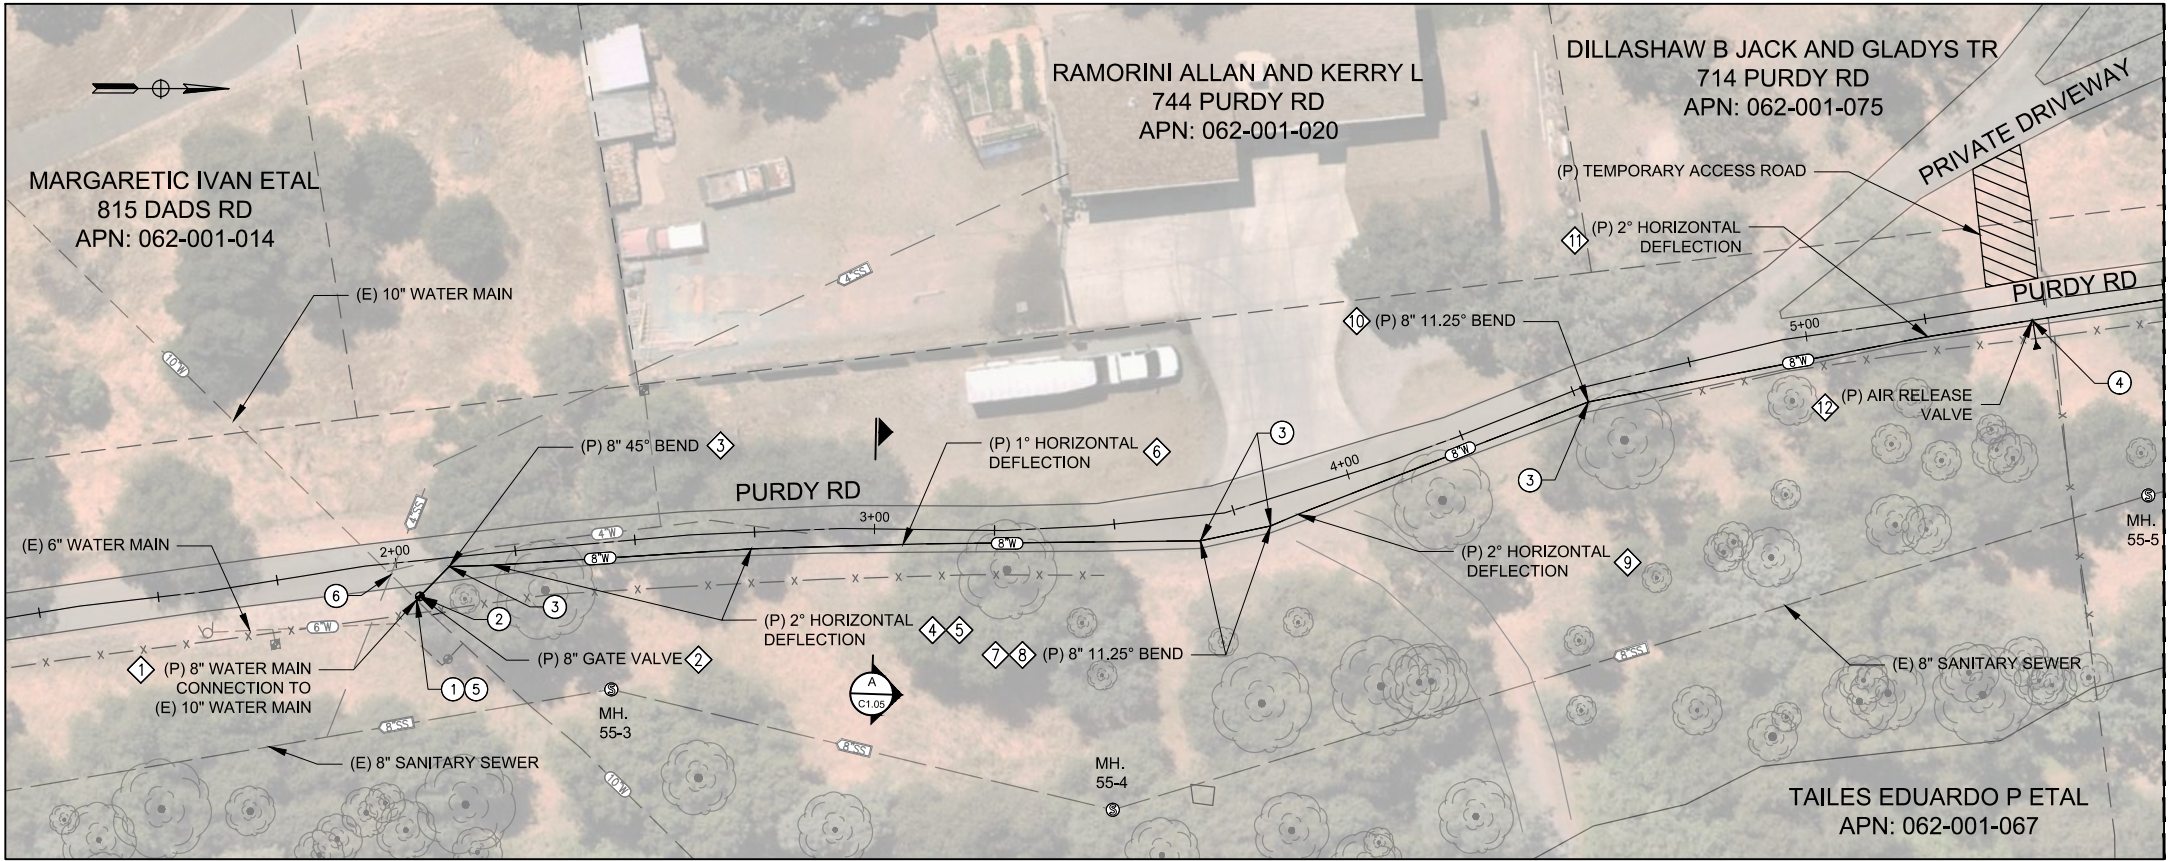 MARGARETIC IVAN ETAL
815 DADS RD
APN: 062-001-014
RAMORINI ALLAN AND KERRY L
744 PURDY RD
APN: 062-001-020
DILLASHAW B JACK AND GLADYS TR
714 PURDY RD
APN: 062-001-075
PRIVATE DRIVEWAY
(P) TEMPORARY ACCESS ROAD
11 (P) 2° HORIZONTAL
DEFLECTION
PURDY RD
4"SS
(E) 10" WATER MAIN
10"W
10 (P) 8" 11.25° BEND
5+00
8"W
4
12 (P) AIR RELEASE
VALVE
(P) 8" 45° BEND 3
(P) 1° HORIZONTAL
DEFLECTION 6
3
4+00
8"W
3
PURDY RD
3+00
4"SS
4"W
8"W
8"W
MH.
55-5
(E) 6" WATER MAIN
2+00
6
3
2
6"W
(P) 2° HORIZONTAL
DEFLECTION 9
(P) 2° HORIZONTAL
DEFLECTION 4 5
7 8 (P) 8" 11.25° BEND
1 (P) 8" WATER MAIN
CONNECTION TO
(E) 10" WATER MAIN
(P) 8" GATE VALVE 2
1 5
A
C1.05
8"SS
(E) 8" SANITARY SEWER
MH.
55-3
8"SS
8"SS
(E) 8" SANITARY SEWER
10"W
MH.
55-4
TAILES EDUARDO P ETAL
APN: 062-001-067